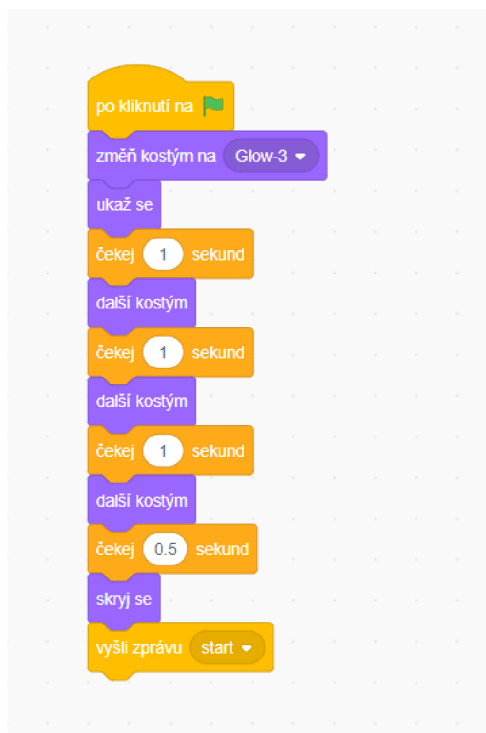 po kliknutí na
změň kostým na Glow-3
ukaž se
čekej 1 sekund
další kostým
čekej 1 sekund
další kostým
čekej 1 sekund
další kostým
čekej 0.5 sekund
skryj se
vyšli zprávu start